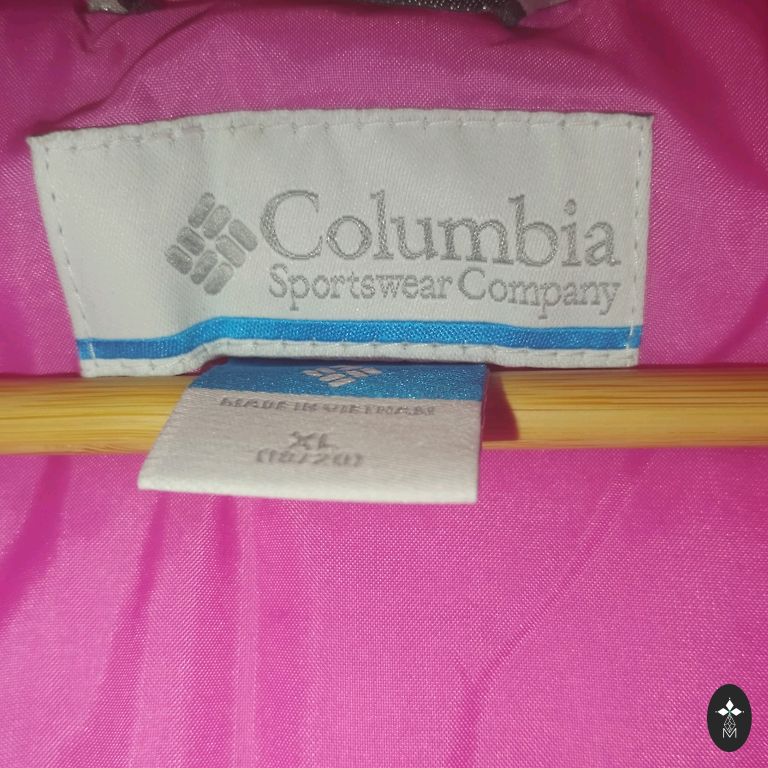 Columbia
Sportswear Company
MADE IN VIETNAM
XL
(18/20)
M